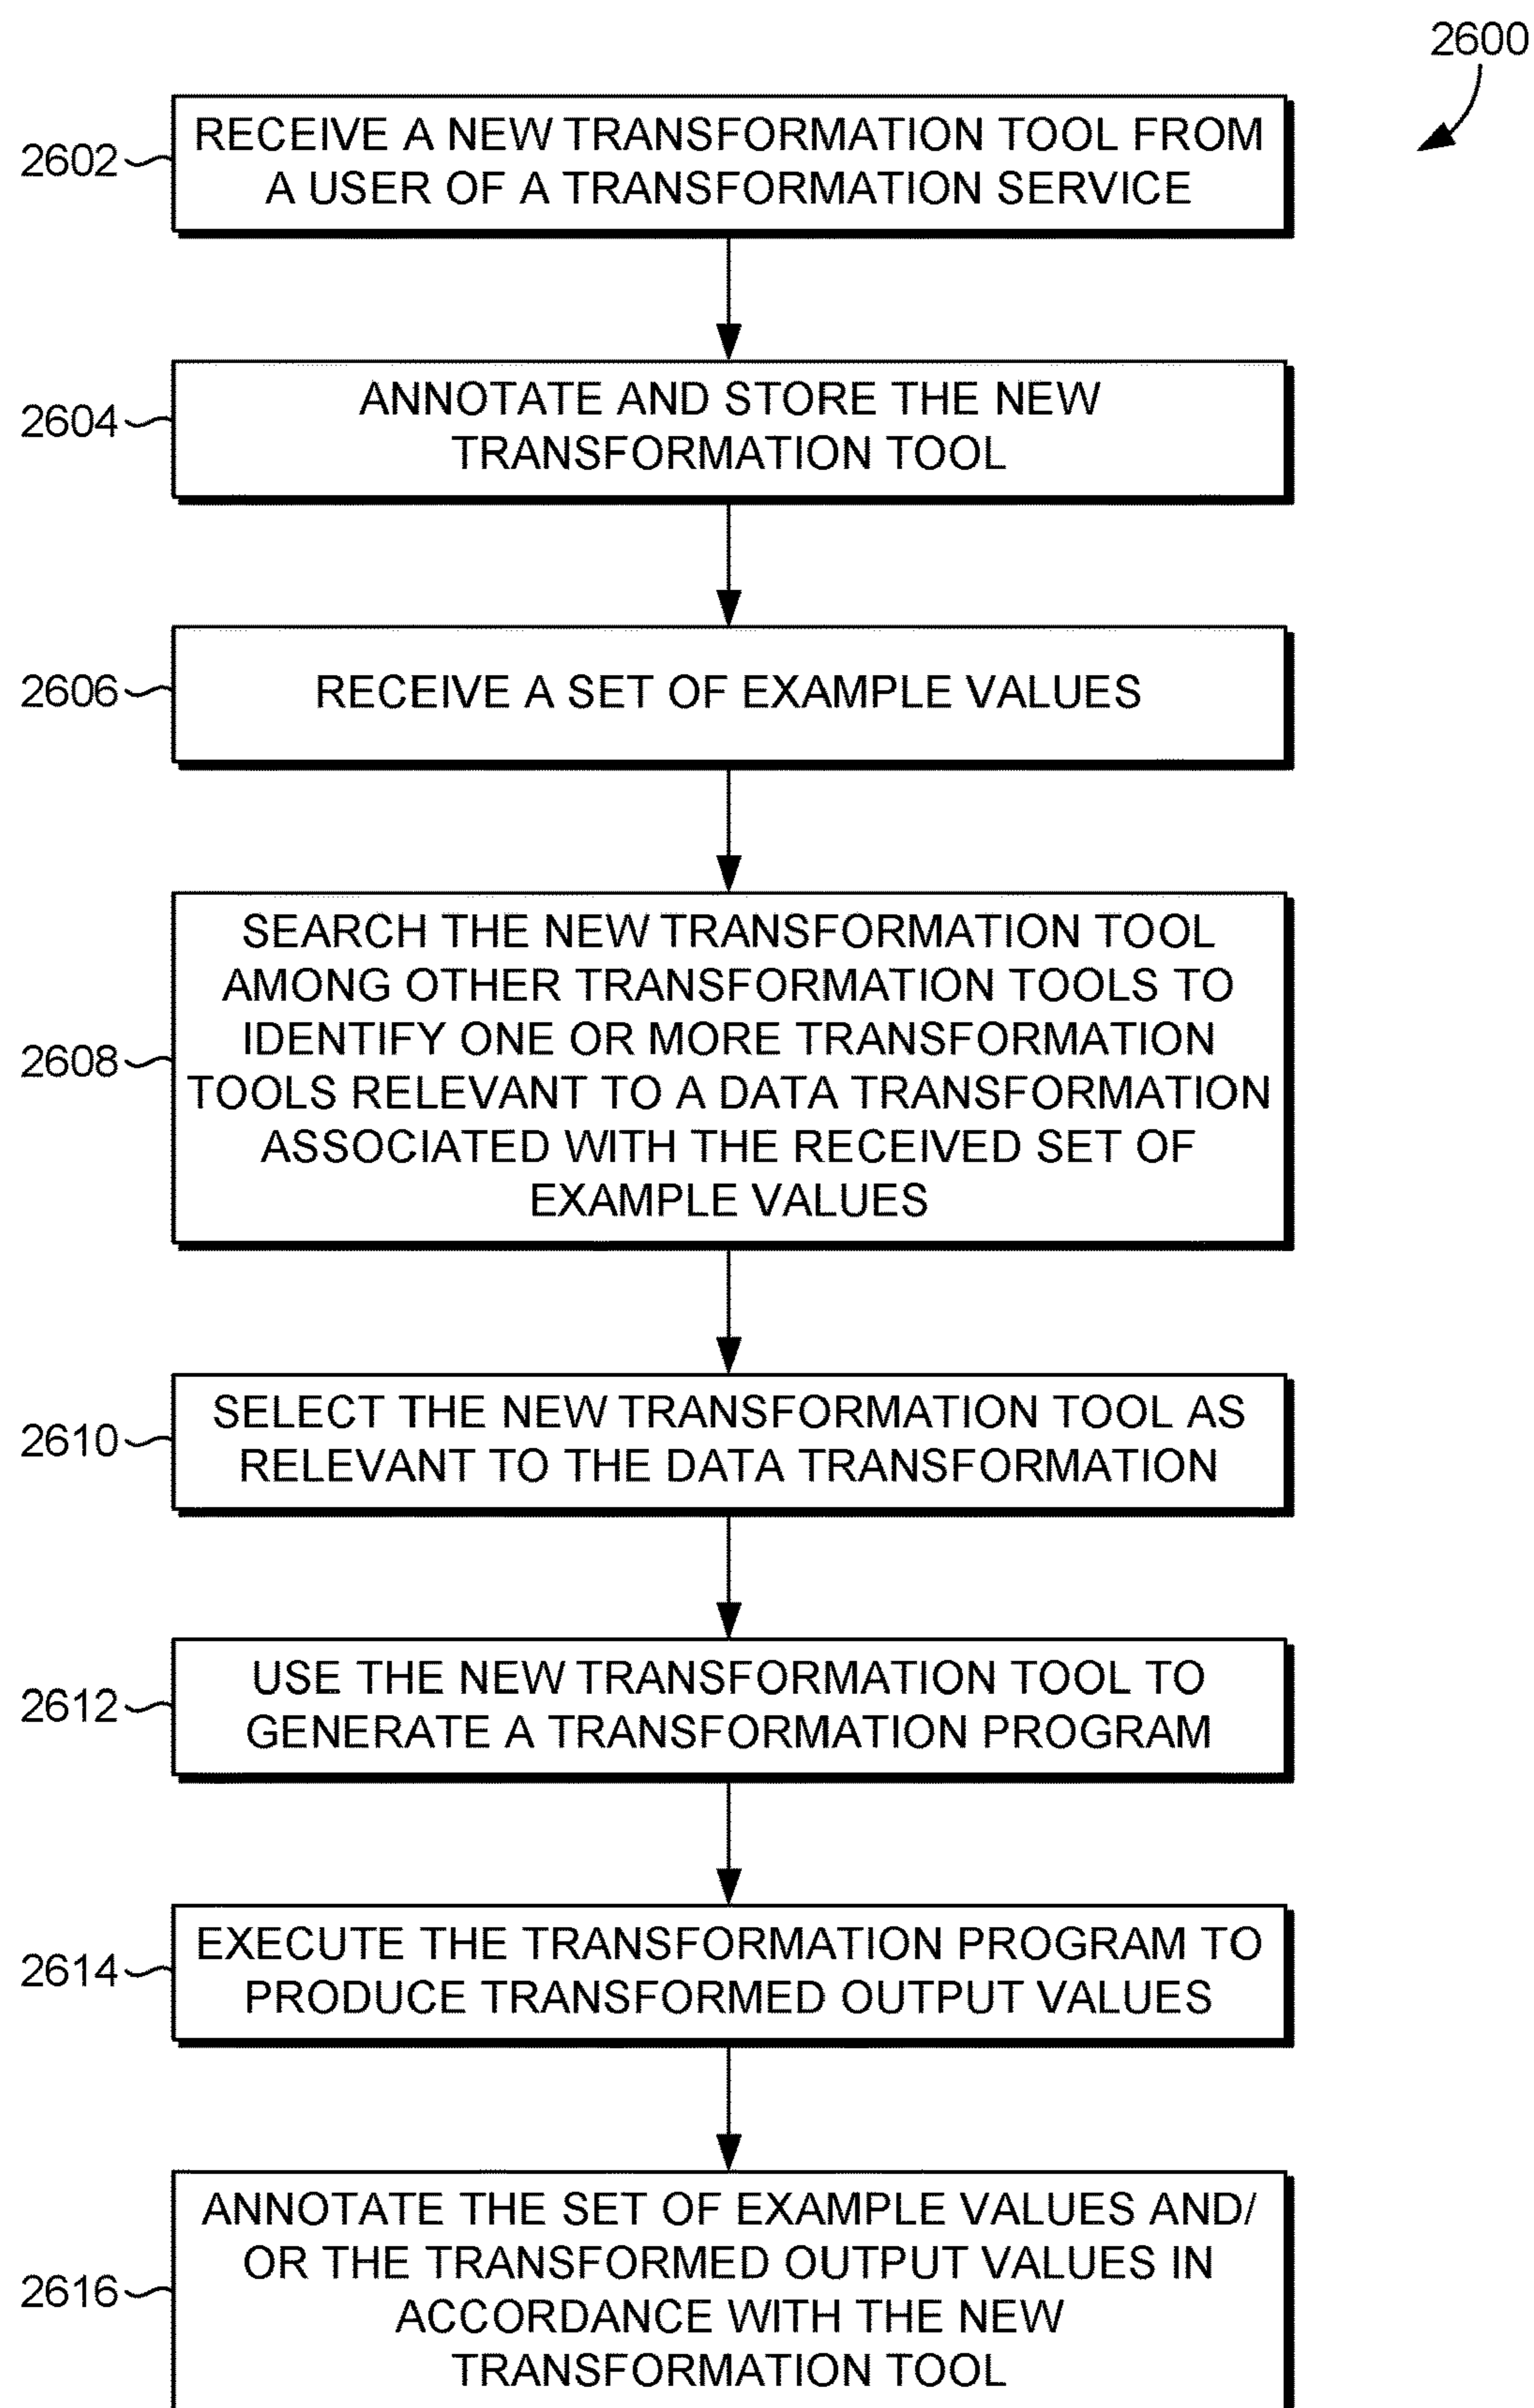 2600
2602
RECEIVE A NEW TRANSFORMATION TOOL FROM
A USER OF A TRANSFORMATION SERVICE
2604
ANNOTATE AND STORE THE NEW
TRANSFORMATION TOOL
2606
RECEIVE A SET OF EXAMPLE VALUES
2608
SEARCH THE NEW TRANSFORMATION TOOL
AMONG OTHER TRANSFORMATION TOOLS TO
IDENTIFY ONE OR MORE TRANSFORMATION
TOOLS RELEVANT TO A DATA TRANSFORMATION
ASSOCIATED WITH THE RECEIVED SET OF
EXAMPLE VALUES
2610
SELECT THE NEW TRANSFORMATION TOOL AS
RELEVANT TO THE DATA TRANSFORMATION
2612
USE THE NEW TRANSFORMATION TOOL TO
GENERATE A TRANSFORMATION PROGRAM
2614
EXECUTE THE TRANSFORMATION PROGRAM TO
PRODUCE TRANSFORMED OUTPUT VALUES
2616
ANNOTATE THE SET OF EXAMPLE VALUES AND/
OR THE TRANSFORMED OUTPUT VALUES IN
ACCORDANCE WITH THE NEW
TRANSFORMATION TOOL